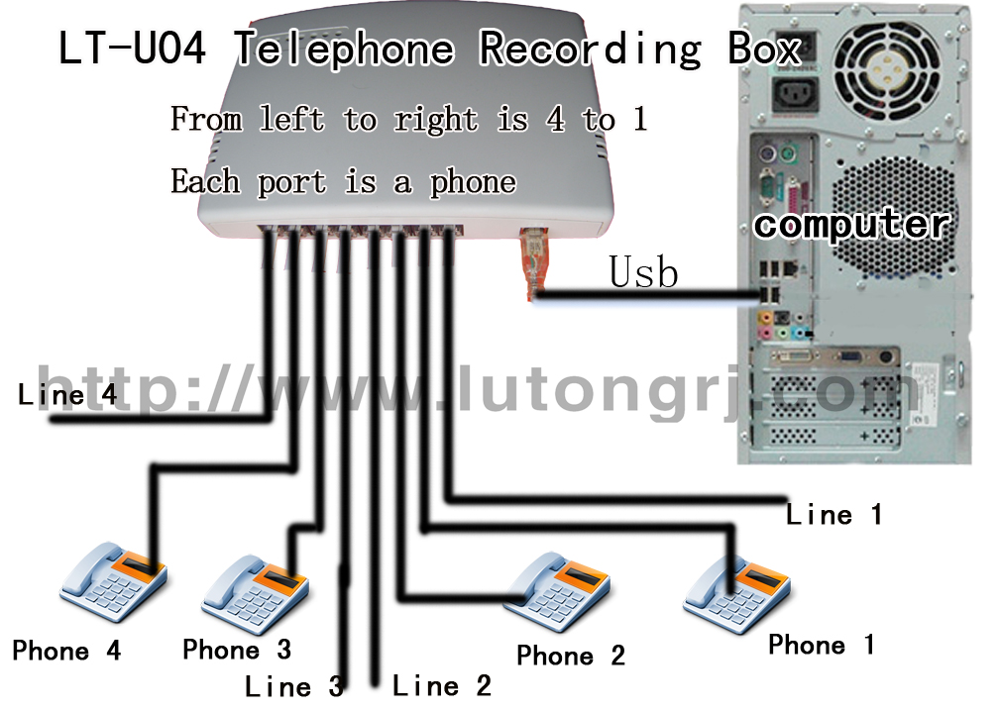 LT-U04 Telephone Recording Box
From left to right is 4 to 1
Each port is a phone
computer
Usb
http://www.lutongrj.com
Line 4
Line 1
Phone 4
Phone 3
Phone 2
Phone 1
Line 3
Line 2